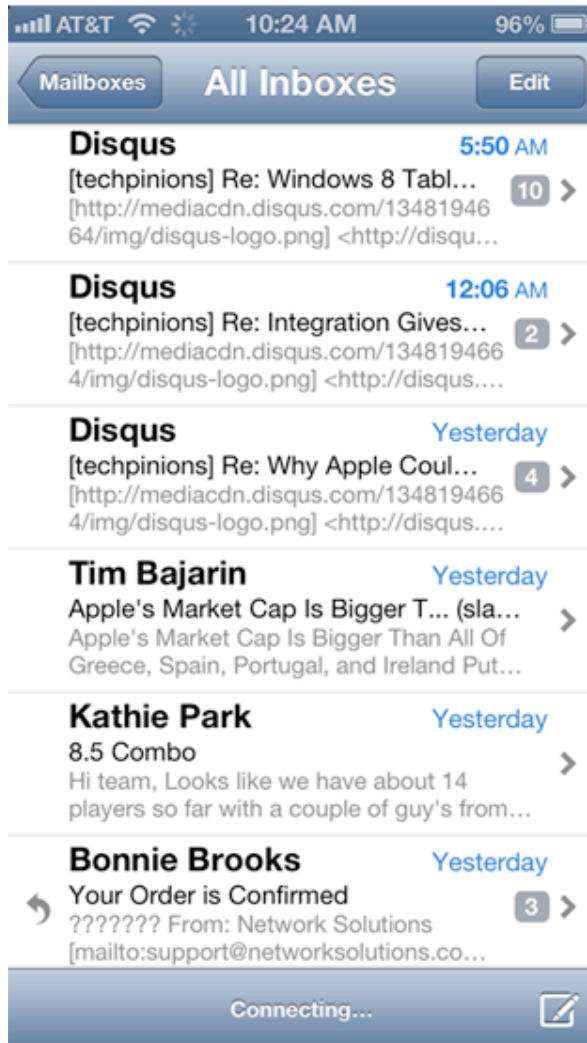 AT&T 10:24 AM 96%
Mailboxes All Inboxes Edit
Disqus 5:50 AM
[techpinions] Re: Windows 8 Tabl... 10
[http://mediacdn.disqus.com/13481946
64/img/disqus-logo.png] <http://disqu...
Disqus 12:06 AM
[techpinions] Re: Integration Gives... 2
[http://mediacdn.disqus.com/134819466
4/img/disqus-logo.png] <http://disqus....
Disqus Yesterday
[techpinions] Re: Why Apple Coul... 4
[http://mediacdn.disqus.com/134819466
4/img/disqus-logo.png] <http://disqus....
Tim Bajarin Yesterday
Apple's Market Cap Is Bigger T... (sla...
Apple's Market Cap Is Bigger Than All Of
Greece, Spain, Portugal, and Ireland Put...
Kathie Park Yesterday
8.5 Combo
Hi team, Looks like we have about 14
players so far with a couple of guy's from...
Bonnie Brooks Yesterday
Your Order is Confirmed 3
??????? From: Network Solutions
[mailto:support@networksolutions.co...
Connecting...